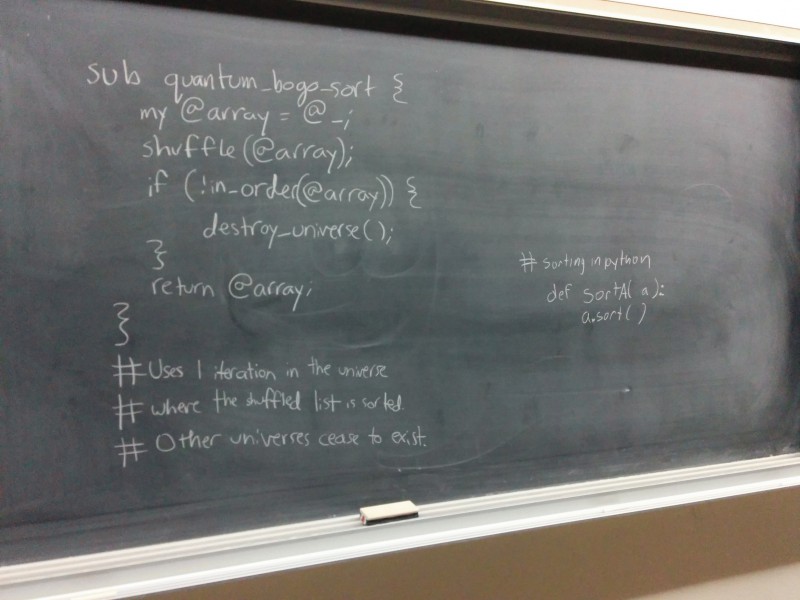 sub quantum_bogo_sort {
my @array = @_;
shuffle(@array);
if (!in_order(@array)) {
destroy_universe();
}
return @array;
}
# Uses 1 iteration in the universe
# where the shuffled list is sorted.
# Other universes cease to exist.
# sorting in python
def sortA( a):
a.sort( )